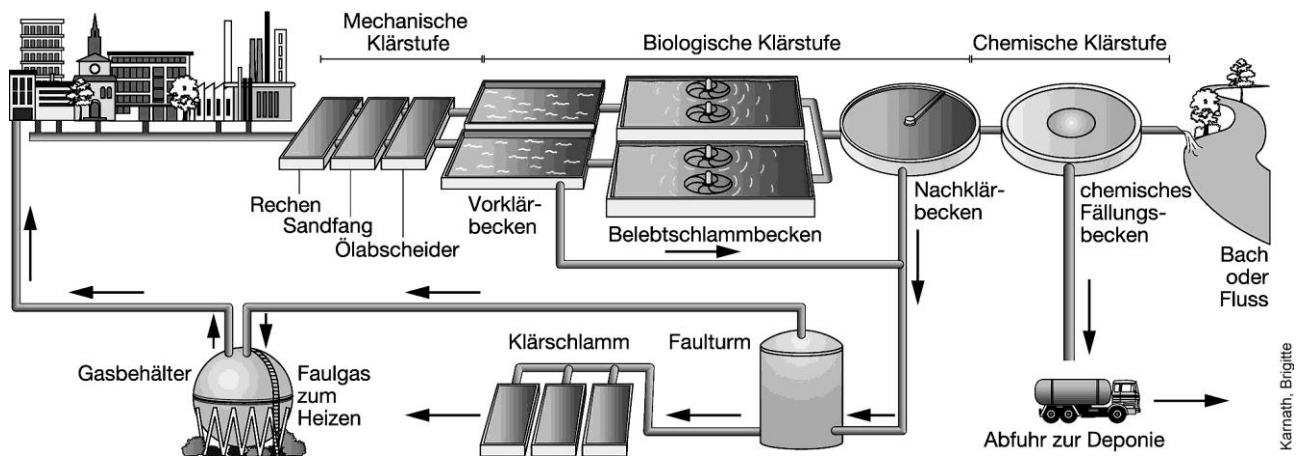 Mechanische
Klärstufe
Biologische Klärstufe
Chemische Klärstufe
Rechen
Sandfang
Ölabscheider
Vorklär-
becken
Belebtschlammbecken
Nachklär-
becken
chemisches
Fällungs-
becken
Bach
oder
Fluss
Gasbehälter
Faulgas
zum
Heizen
Klärschlamm
Faulturm
Abfuhr zur Deponie
Karnath, Brigitte